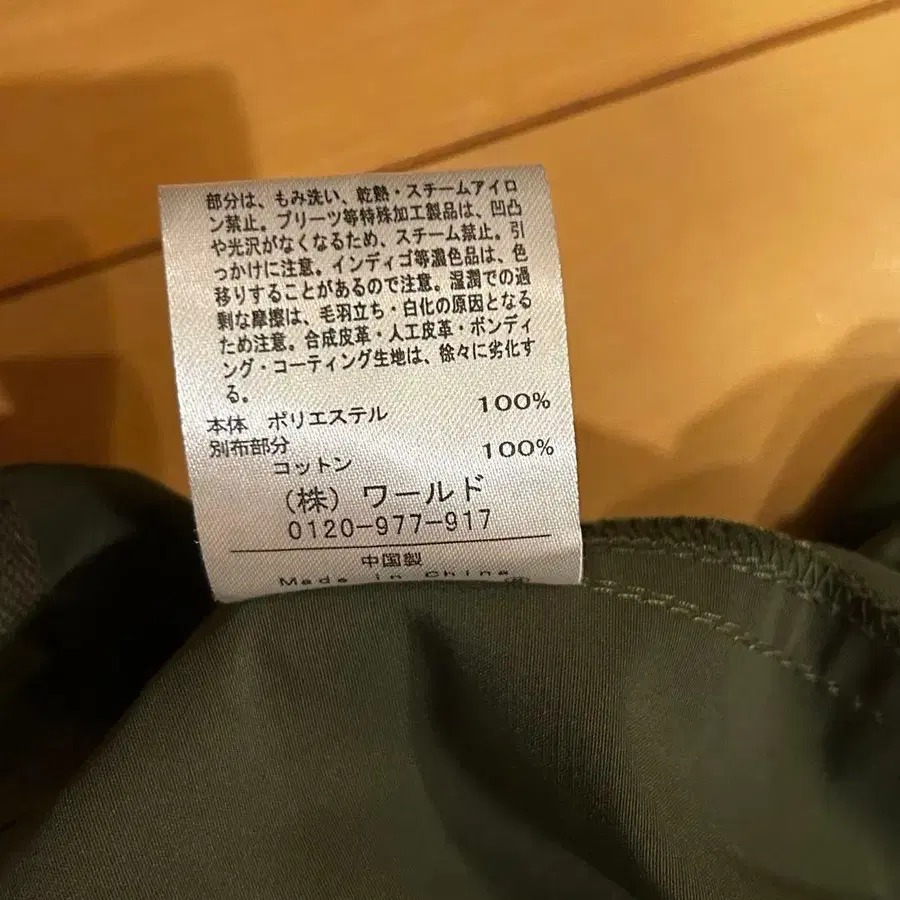 部分は、もみ洗い、乾熱・スチームアイロ
ン禁止。プリーツ等特殊加工製品は、凹凸
や光沢がなくなるため、スチーム禁止。引
っかけに注意。インディゴ等濃色品は、色
移りすることがあるので注意。湿潤での過
剰な摩擦は、毛羽立ち・白化の原因となる
ため注意。合成皮革・人工皮革・ボンディ
ング・コーティング生地は、徐々に劣化す
る。
本体 ポリエステル 100%
別布部分
コットン 100%
(株) ワールド
0120-977-917
中国製
Made in China